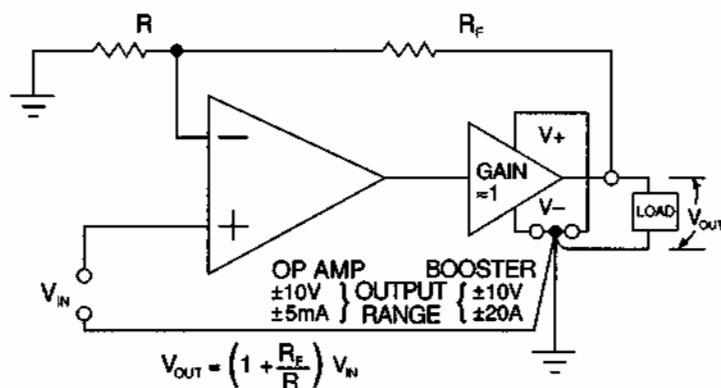 R
R_F
V+
GAIN
≈1
V−
−
+
LOAD
V_OUT
V_IN
OP AMP BOOSTER
±10V } OUTPUT { ±10V
±5mA } RANGE { ±20A
V_OUT = (1 + R_F/R) V_IN